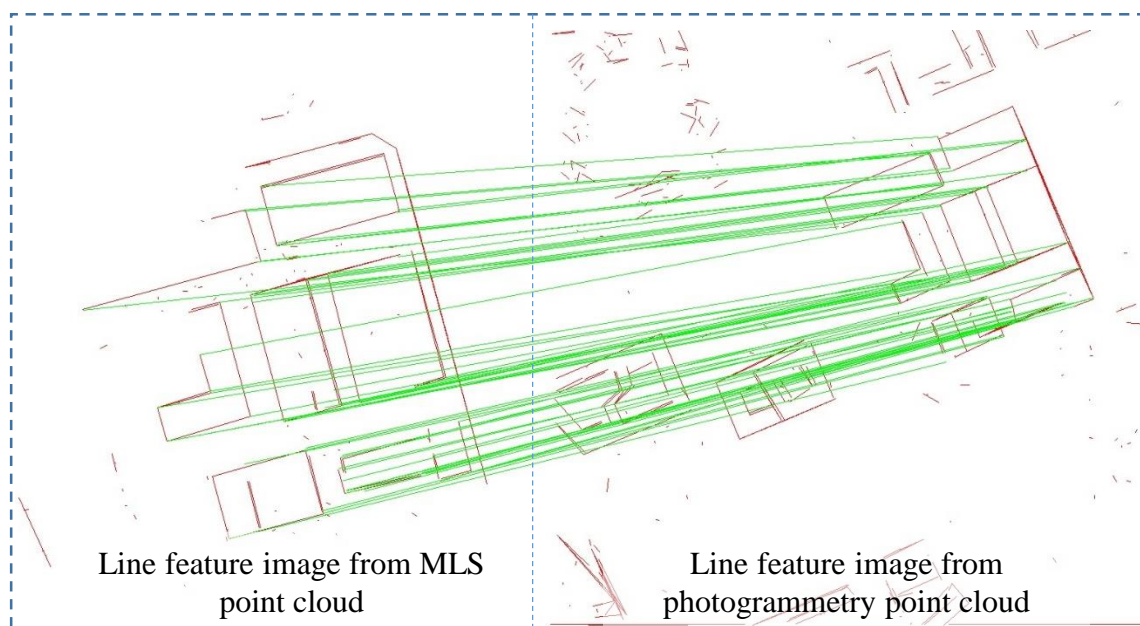 Line feature image from MLS
point cloud
Line feature image from
photogrammetry point cloud